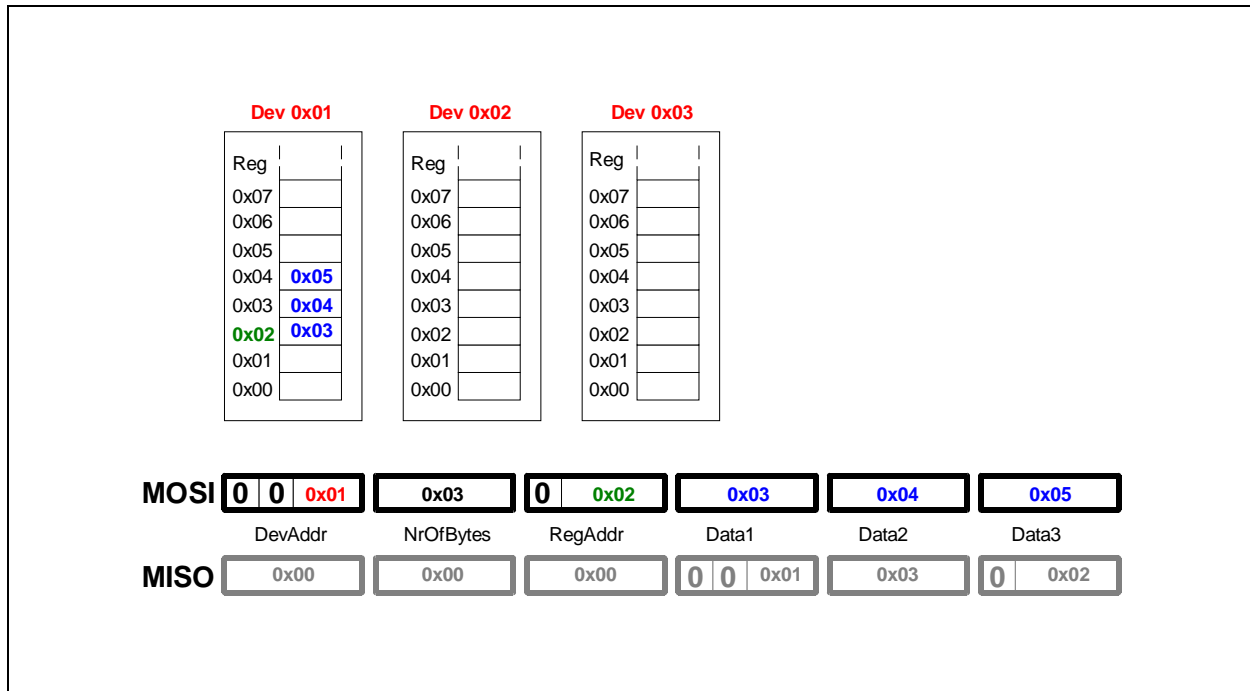 Dev 0x01 Dev 0x02 Dev 0x03
Reg Reg Reg
0x07 0x07 0x07
0x06 0x06 0x06
0x05 0x05 0x05
0x04 0x05 0x04 0x04
0x03 0x04 0x03 0x03
0x02 0x03 0x02 0x02
0x01 0x01 0x01
0x00 0x00 0x00
MOSI 0 0 0x01 0x03 0 0x02 0x03 0x04 0x05
DevAddr NrOfBytes RegAddr Data1 Data2 Data3
MISO 0x00 0x00 0x00 0 0 0x01 0x03 0 0x02